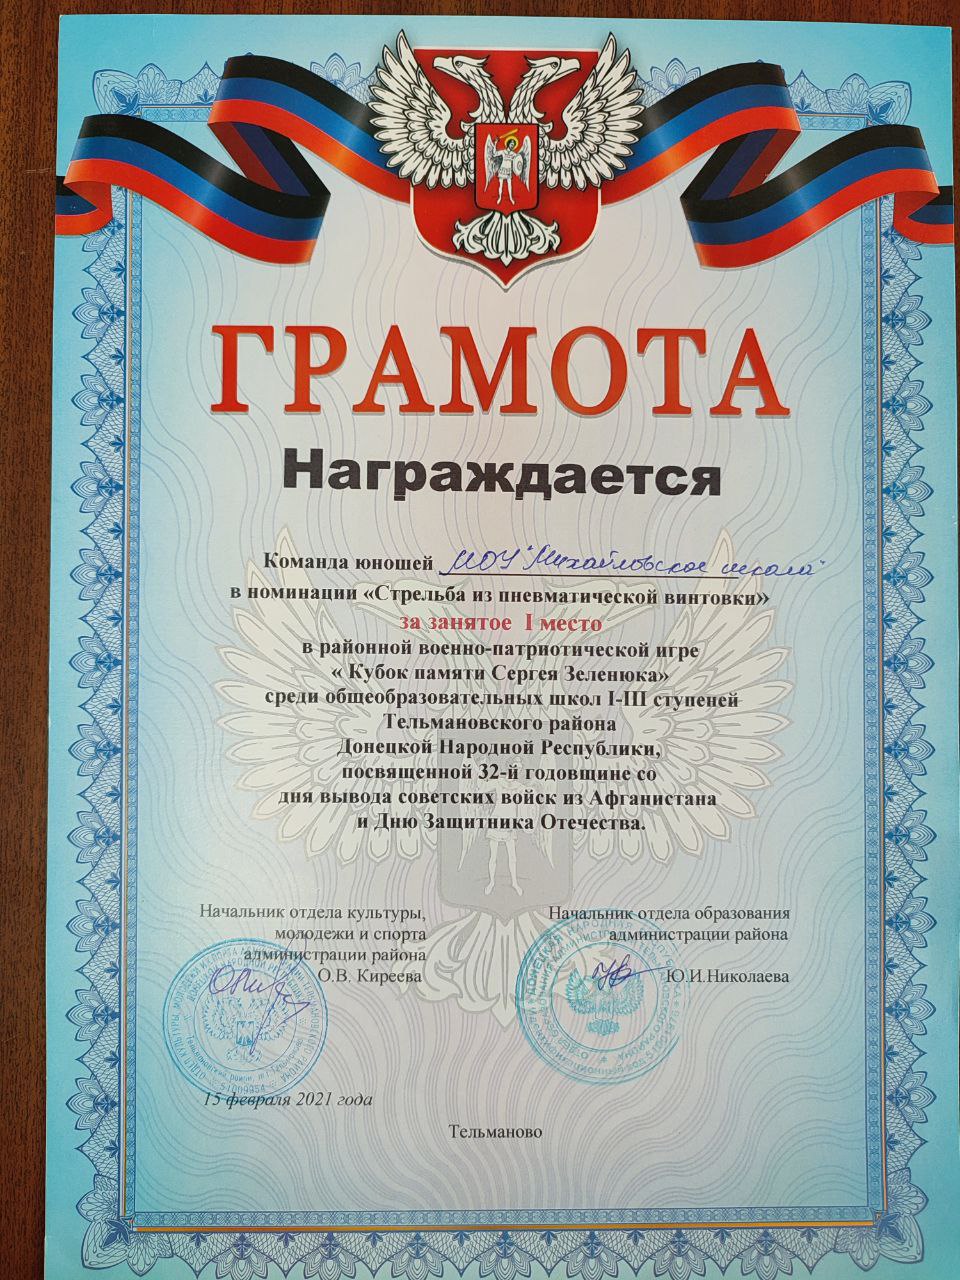 ГРАМОТА
Награждается
Команда юношей МОУ "Михайловская школа"
в номинации «Стрельба из пневматической винтовки»
за занятое I место
в районной военно-патриотической игре
« Кубок памяти Сергея Зеленюка»
среди общеобразовательных школ I-III ступеней
Тельмановского района
Донецкой Народной Республики,
посвященной 32-й годовщине со
дня вывода советских войск из Афганистана
и Дню Защитника Отечества.
Начальник отдела культуры,
молодежи и спорта
администрации района
О.В. Киреева
Начальник отдела образования
администрации района
Ю.И.Николаева
51009954
15 февраля 2021 года
Тельманово